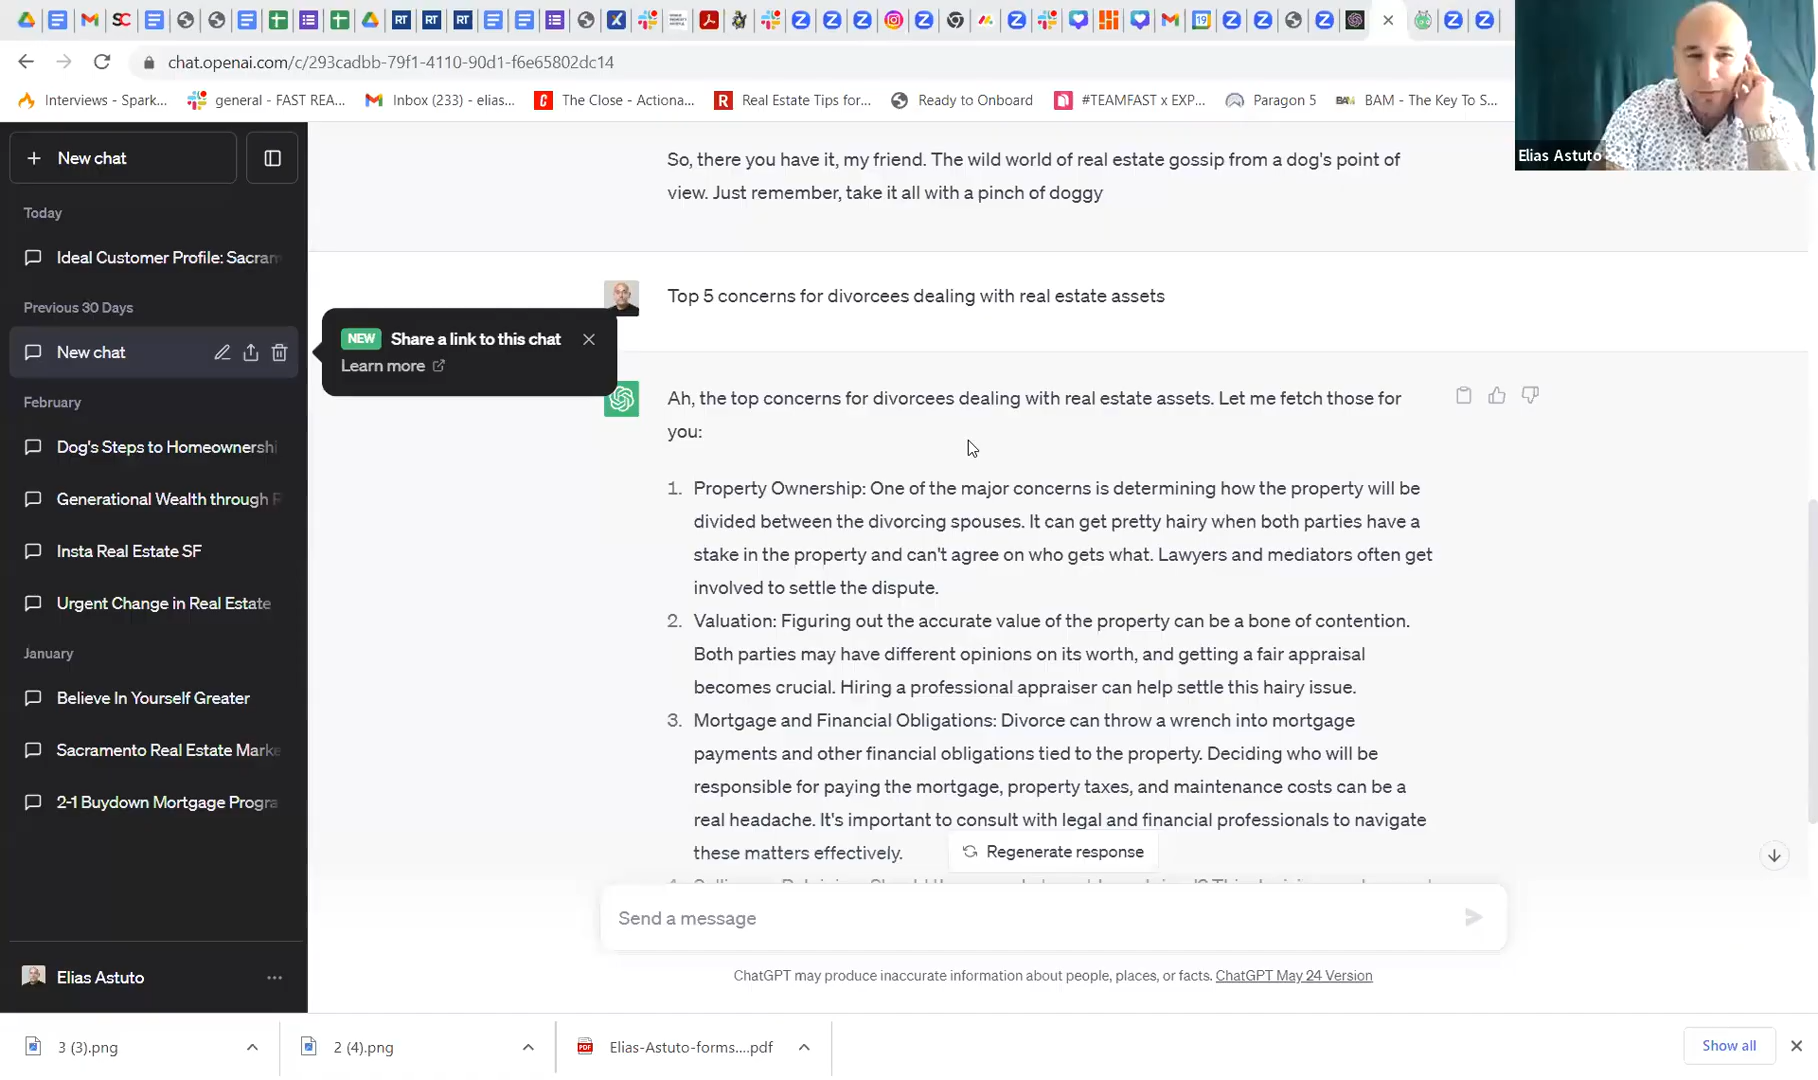 chat.openai.com/c/293cadbb-79f1-4110-90d1-f6e65802dc14
Interviews - Spark...
general - FAST REA...
Inbox (233) - elias...
The Close - Actiona...
Real Estate Tips for...
Ready to Onboard
#TEAMFAST x EXP...
Paragon 5
BAM - The Key To S...
Elias Astuto
New chat
Today
Ideal Customer Profile: Sacram
Previous 30 Days
New chat
February
Dog's Steps to Homeownershi
Generational Wealth through
Insta Real Estate SF
Urgent Change in Real Estate
January
Believe In Yourself Greater
Sacramento Real Estate Marke
2-1 Buydown Mortgage Progra
Elias Astuto
NEW Share a link to this chat
Learn more
So, there you have it, my friend. The wild world of real estate gossip from a dog's point of
view. Just remember, take it all with a pinch of doggy
Top 5 concerns for divorcees dealing with real estate assets
Ah, the top concerns for divorcees dealing with real estate assets. Let me fetch those for
you:
1. Property Ownership: One of the major concerns is determining how the property will be
divided between the divorcing spouses. It can get pretty hairy when both parties have a
stake in the property and can't agree on who gets what. Lawyers and mediators often get
involved to settle the dispute.
2. Valuation: Figuring out the accurate value of the property can be a bone of contention.
Both parties may have different opinions on its worth, and getting a fair appraisal
becomes crucial. Hiring a professional appraiser can help settle this hairy issue.
3. Mortgage and Financial Obligations: Divorce can throw a wrench into mortgage
payments and other financial obligations tied to the property. Deciding who will be
responsible for paying the mortgage, property taxes, and maintenance costs can be a
real headache. It's important to consult with legal and financial professionals to navigate
these matters effectively.
Regenerate response
Send a message
ChatGPT may produce inaccurate information about people, places, or facts. ChatGPT May 24 Version
3 (3).png
2 (4).png
Elias-Astuto-forms....pdf
Show all